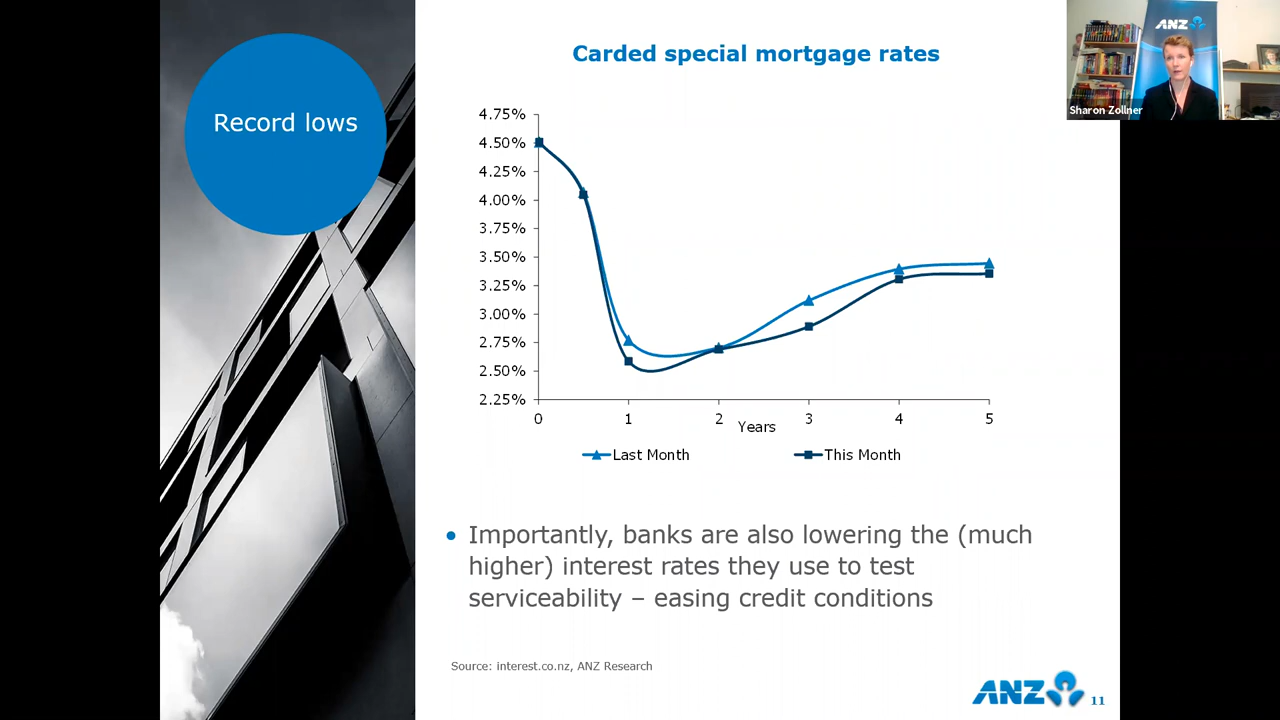 Record lows
Carded special mortgage rates
ANZ
Sharon Zollner
4.75%
4.50%
4.25%
4.00%
3.75%
3.50%
3.25%
3.00%
2.75%
2.50%
2.25%
0 1 2 3 4 5
Years
Last Month This Month
• Importantly, banks are also lowering the (much
higher) interest rates they use to test
serviceability – easing credit conditions
Source: interest.co.nz, ANZ Research
ANZ
11